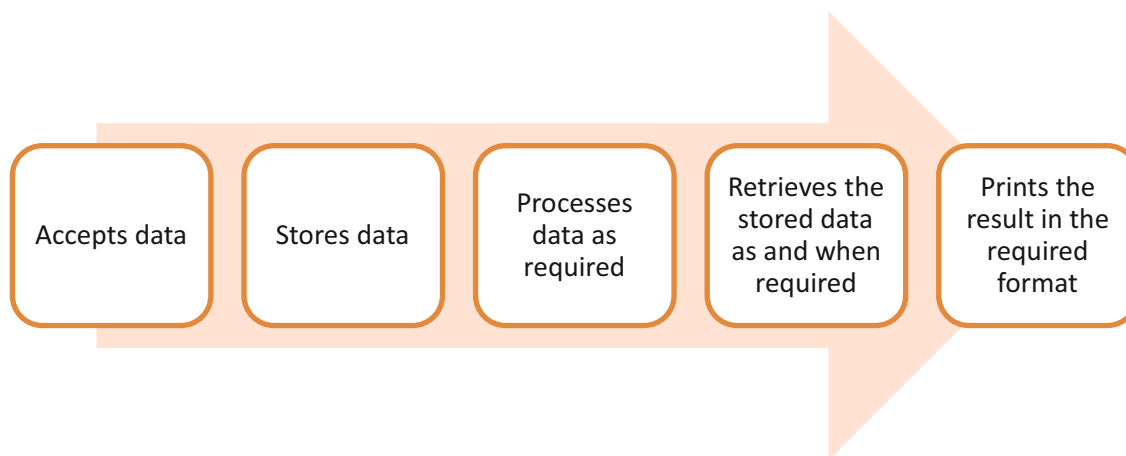 Accepts data
Stores data
Processes
data as
required
Retrieves the
stored data
as and when
required
Prints the
result in the
required
format